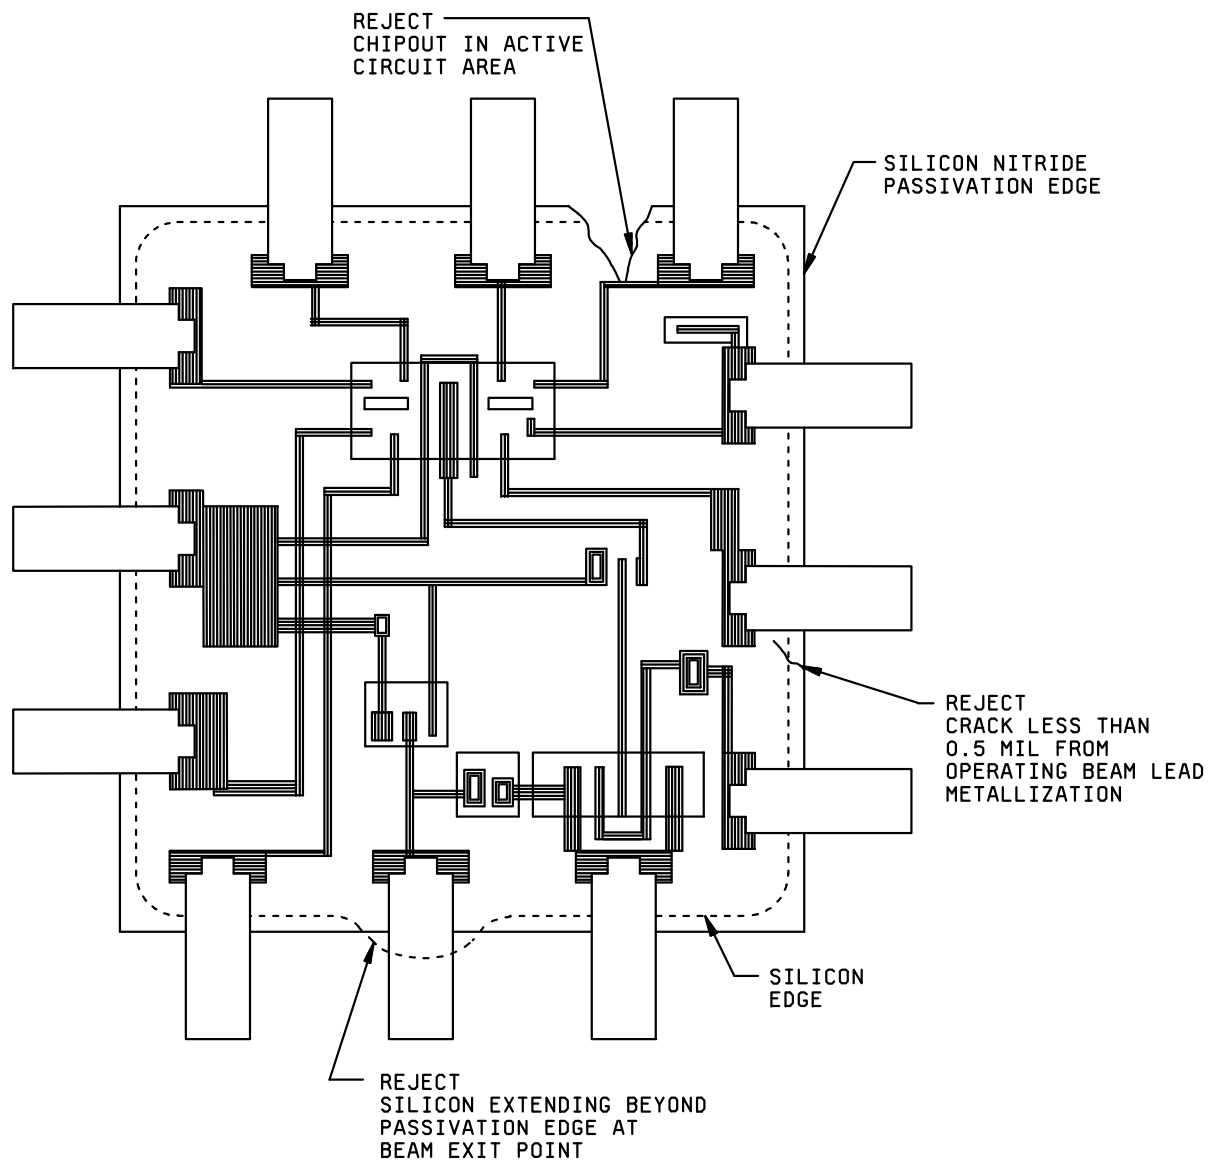 REJECT
CHIPOUT IN ACTIVE
CIRCUIT AREA
SILICON NITRIDE
PASSIVATION EDGE
REJECT
CRACK LESS THAN
0.5 MIL FROM
OPERATING BEAM LEAD
METALLIZATION
SILICON
EDGE
REJECT
SILICON EXTENDING BEYOND
PASSIVATION EDGE AT
BEAM EXIT POINT